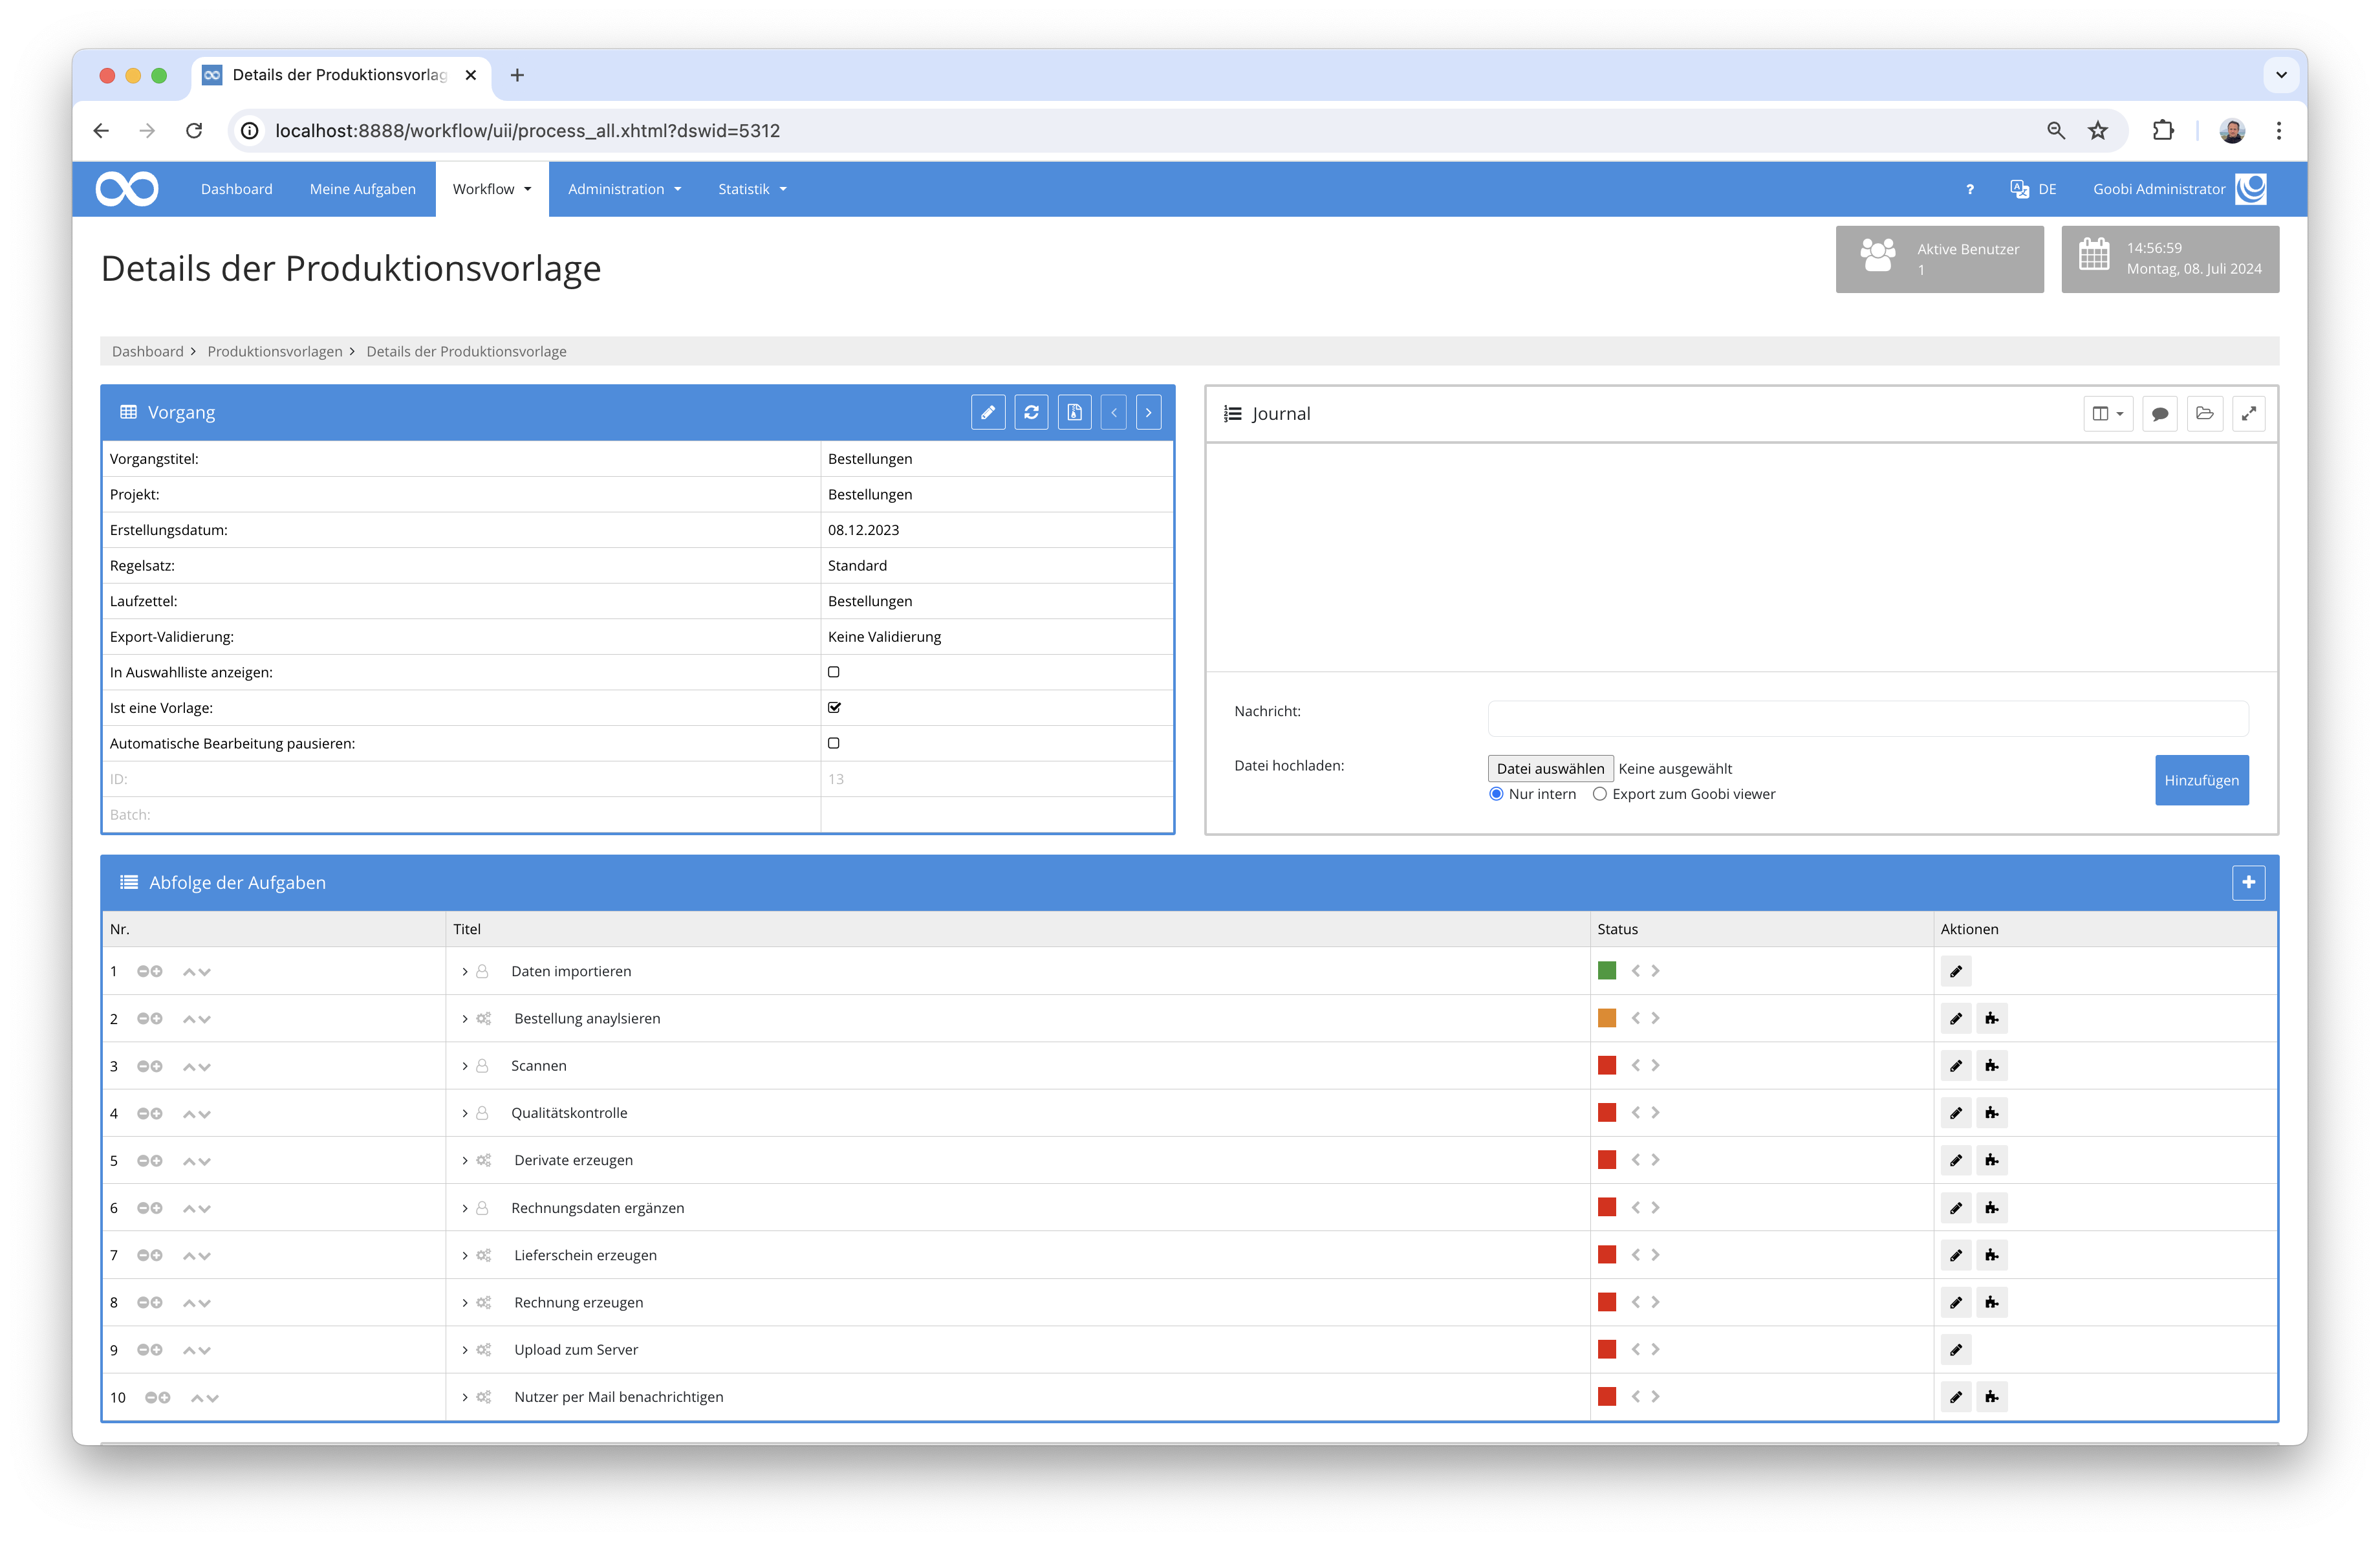 Details der Produktionsvorlag
localhost:8888/workflow/uii/process_all.xhtml?dswid=5312
Dashboard Meine Aufgaben Workflow Administration Statistik ? DE Goobi Administrator
Details der Produktionsvorlage
Aktive Benutzer
1
14:56:59
Montag, 08. Juli 2024
Dashboard Produktionsvorlagen Details der Produktionsvorlage
Vorgang
Vorgangstitel: Bestellungen
Projekt: Bestellungen
Erstellungsdatum: 08.12.2023
Regelsatz: Standard
Laufzettel: Bestellungen
Export-Validierung: Keine Validierung
In Auswahlliste anzeigen:
Ist eine Vorlage:
Automatische Bearbeitung pausieren:
ID: 13
Batch:
Journal
Nachricht:
Datei hochladen: Datei auswählen Keine ausgewählt
Nur intern Export zum Goobi viewer
Hinzufügen
Abfolge der Aufgaben
Nr. Titel Status Aktionen
1 Daten importieren
2 Bestellung anaylsieren
3 Scannen
4 Qualitätskontrolle
5 Derivate erzeugen
6 Rechnungsdaten ergänzen
7 Lieferschein erzeugen
8 Rechnung erzeugen
9 Upload zum Server
10 Nutzer per Mail benachrichtigen